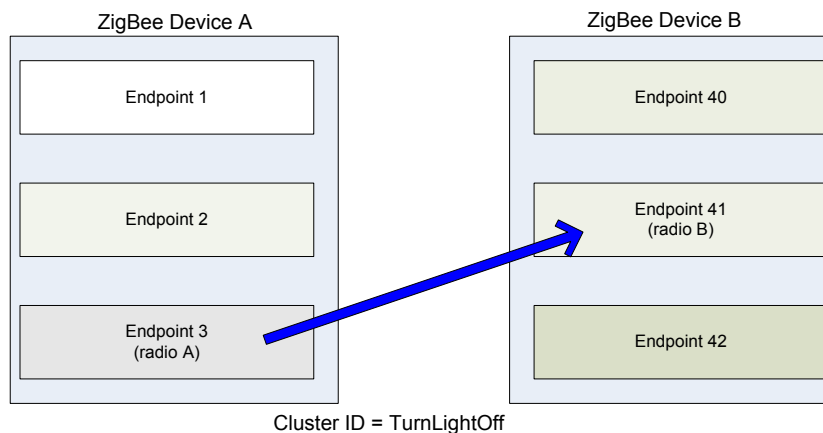 ZigBee Device A
ZigBee Device B
Endpoint 1
Endpoint 40
Endpoint 2
Endpoint 41
(radio B)
Endpoint 3
(radio A)
Endpoint 42
Cluster ID = TurnLightOff